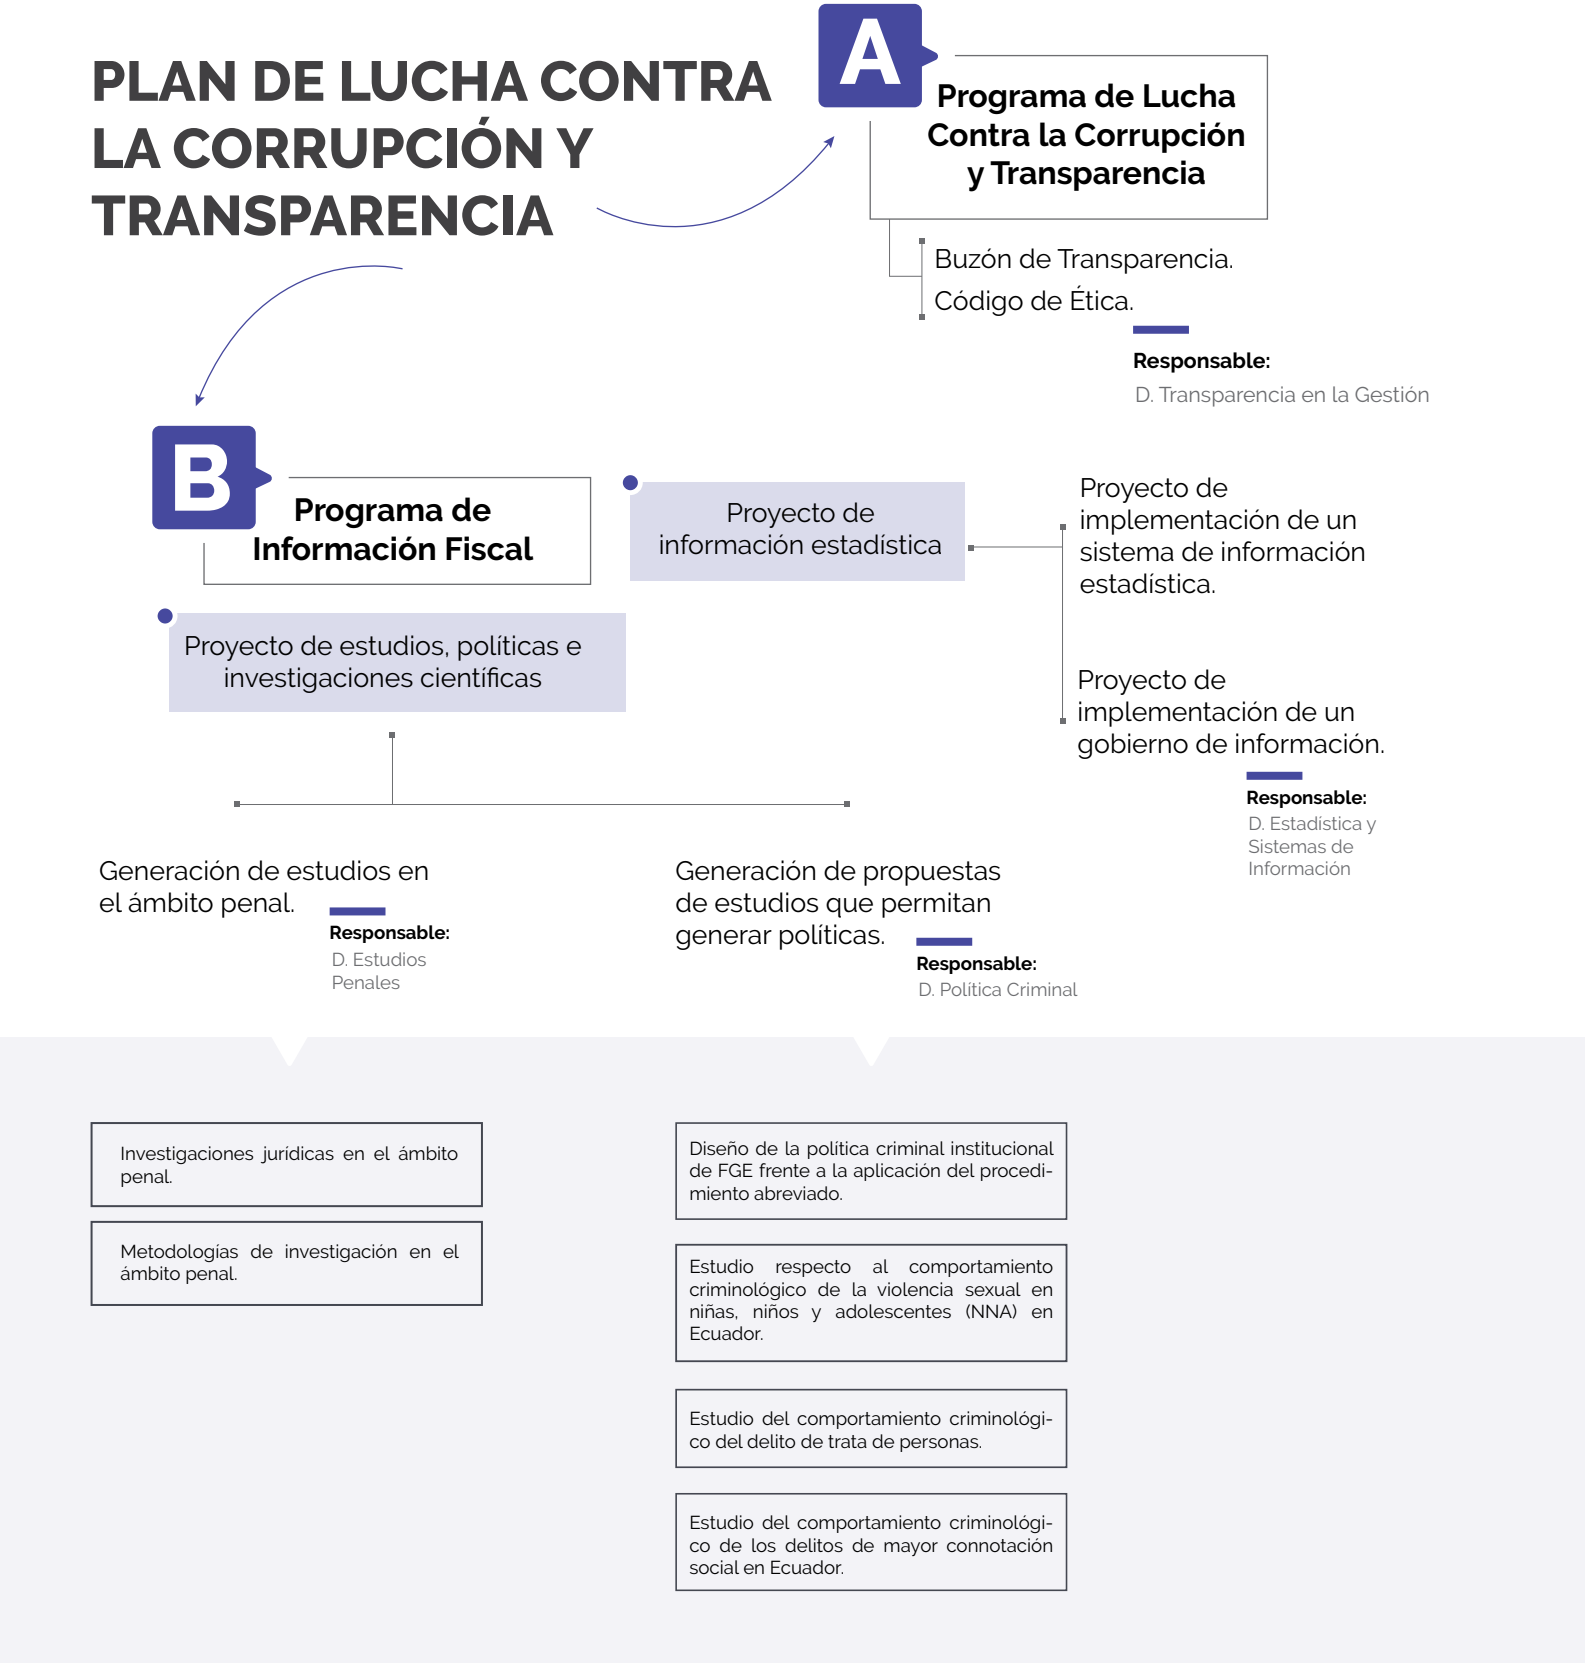 PLAN DE LUCHA CONTRA
LA CORRUPCIÓN Y
TRANSPARENCIA
A
Programa de Lucha
Contra la Corrupción
y Transparencia
Buzón de Transparencia.
Código de Ética.
Responsable:
D. Transparencia en la Gestión
B
Programa de
Información Fiscal
Proyecto de
información estadística
Proyecto de
implementación de un
sistema de información
estadística.
Proyecto de
implementación de un
gobierno de información.
Responsable:
D. Estadística y
Sistemas de
Información
Proyecto de estudios, políticas e
investigaciones científicas
Generación de estudios en
el ámbito penal.
Responsable:
D. Estudios
Penales
Generación de propuestas
de estudios que permitan
generar políticas.
Responsable:
D. Política Criminal
Investigaciones jurídicas en el ámbito
penal.
Metodologías de investigación en el
ámbito penal.
Diseño de la política criminal institucional
de FGE frente a la aplicación del procedi-
miento abreviado.
Estudio respecto al comportamiento
criminológico de la violencia sexual en
niñas, niños y adolescentes (NNA) en
Ecuador.
Estudio del comportamiento criminológi-
co del delito de trata de personas.
Estudio del comportamiento criminológi-
co de los delitos de mayor connotación
social en Ecuador.